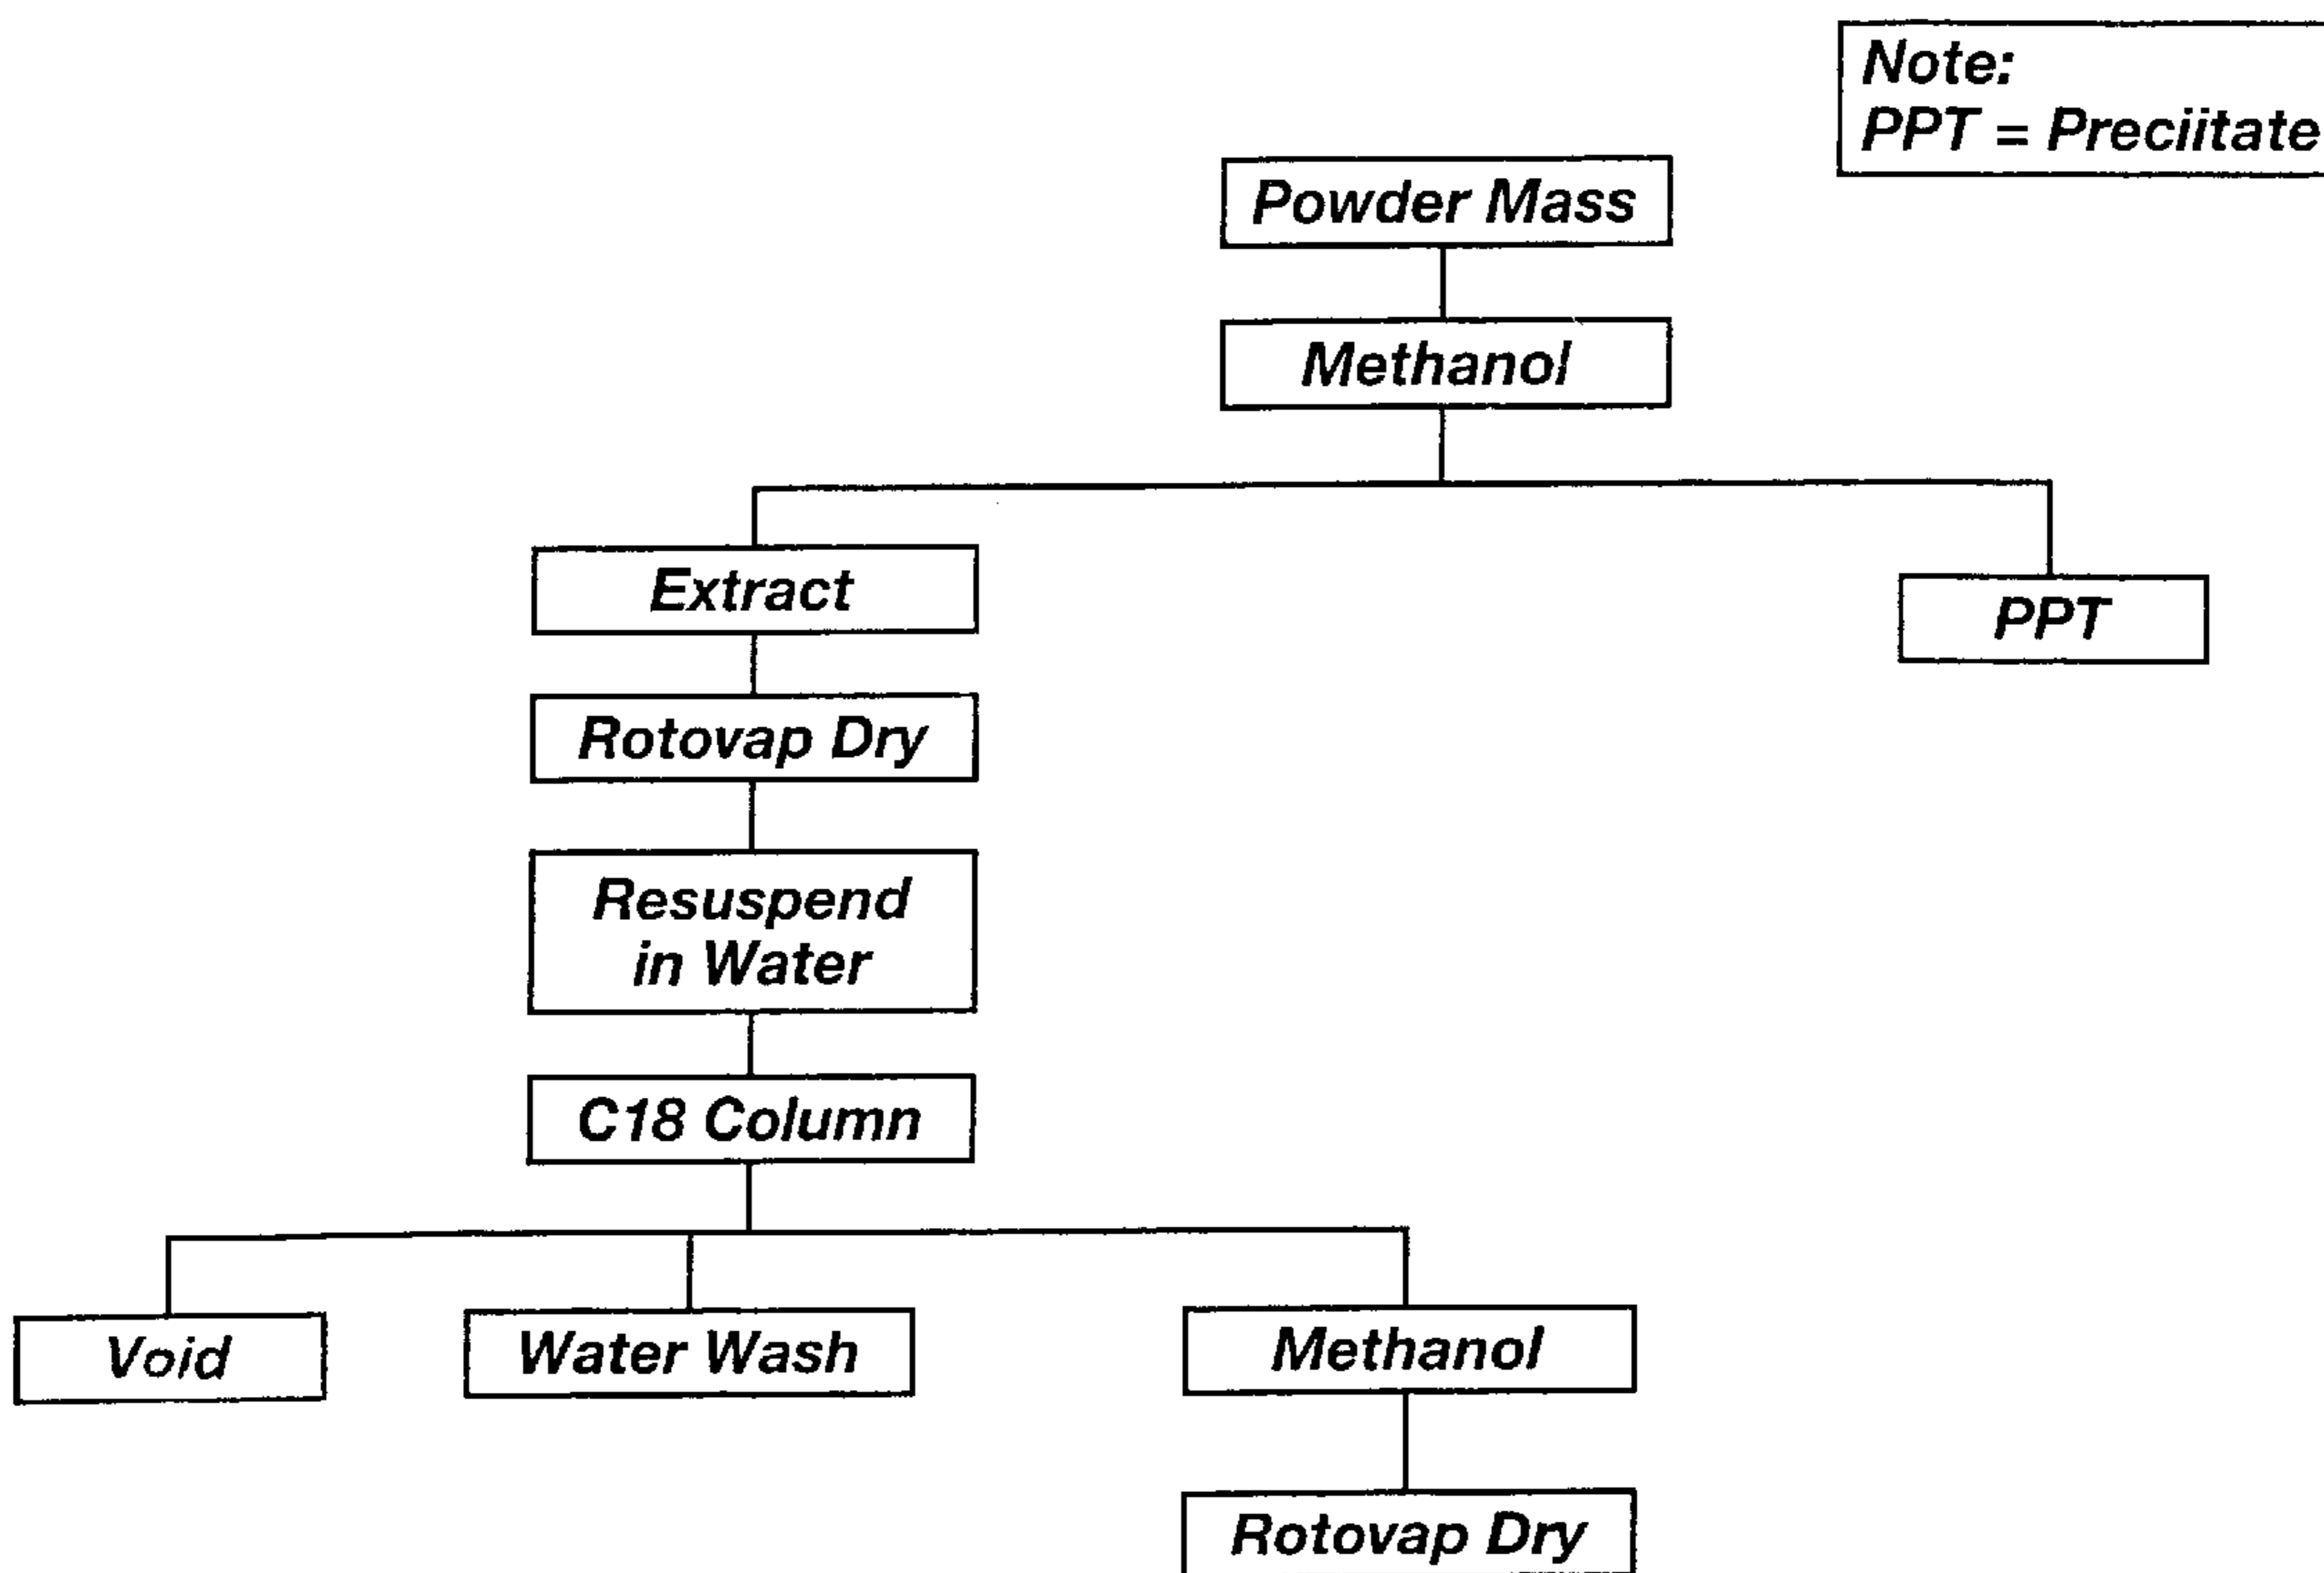 Note:
PPT = Preciitate
Powder Mass
Methanol
Extract
PPT
Rotovap Dry
Resuspend
in Water
C18 Column
Void
Water Wash
Methanol
Rotovap Dry